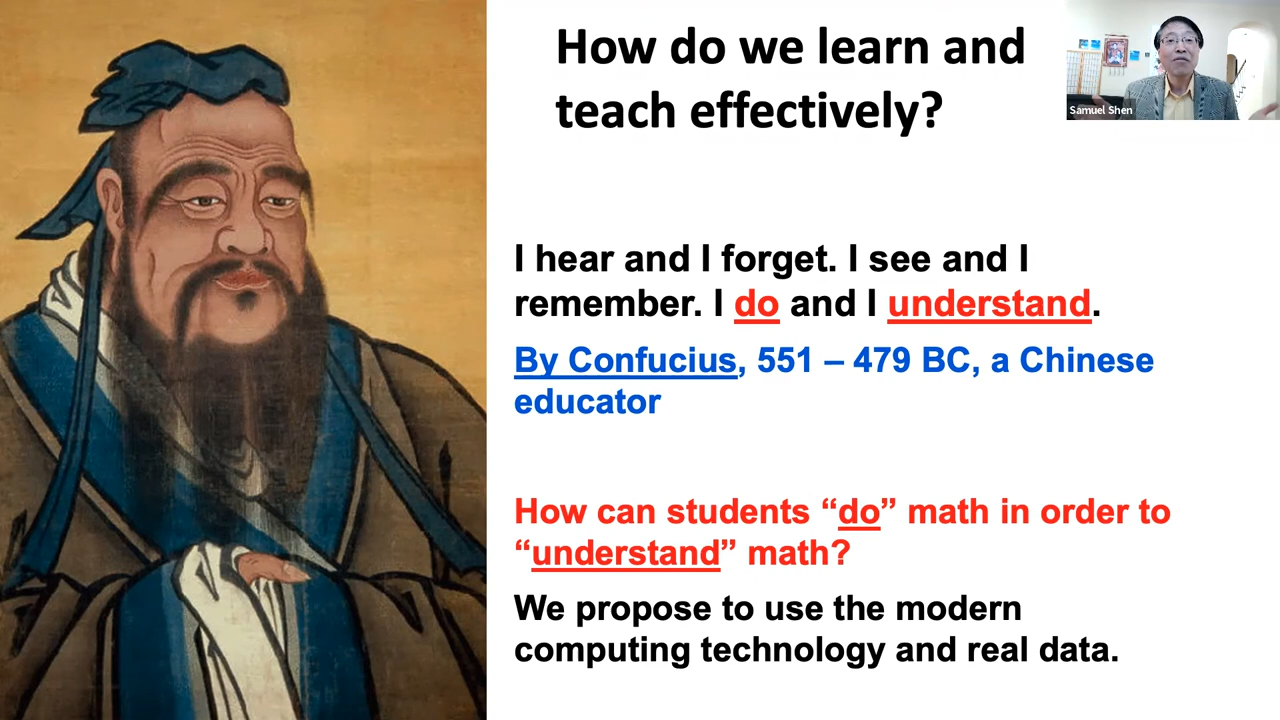 How do we learn and
teach effectively?
Samuel Shen
I hear and I forget. I see and I
remember. I do and I understand.
By Confucius, 551 – 479 BC, a Chinese
educator
How can students “do” math in order to
“understand” math?
We propose to use the modern
computing technology and real data.